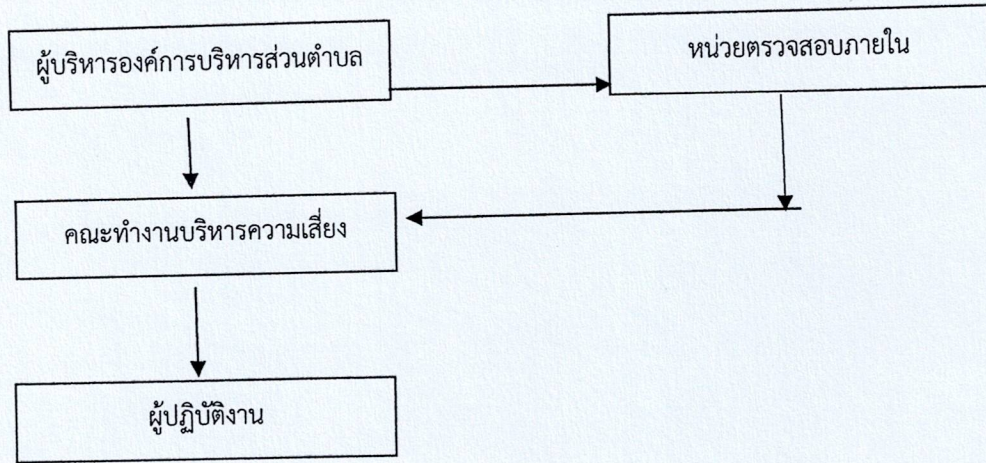 ผู้บริหารองค์การบริหารส่วนตำบล
หน่วยตรวจสอบภายใน
คณะทำงานบริหารความเสี่ยง
ผู้ปฏิบัติงาน